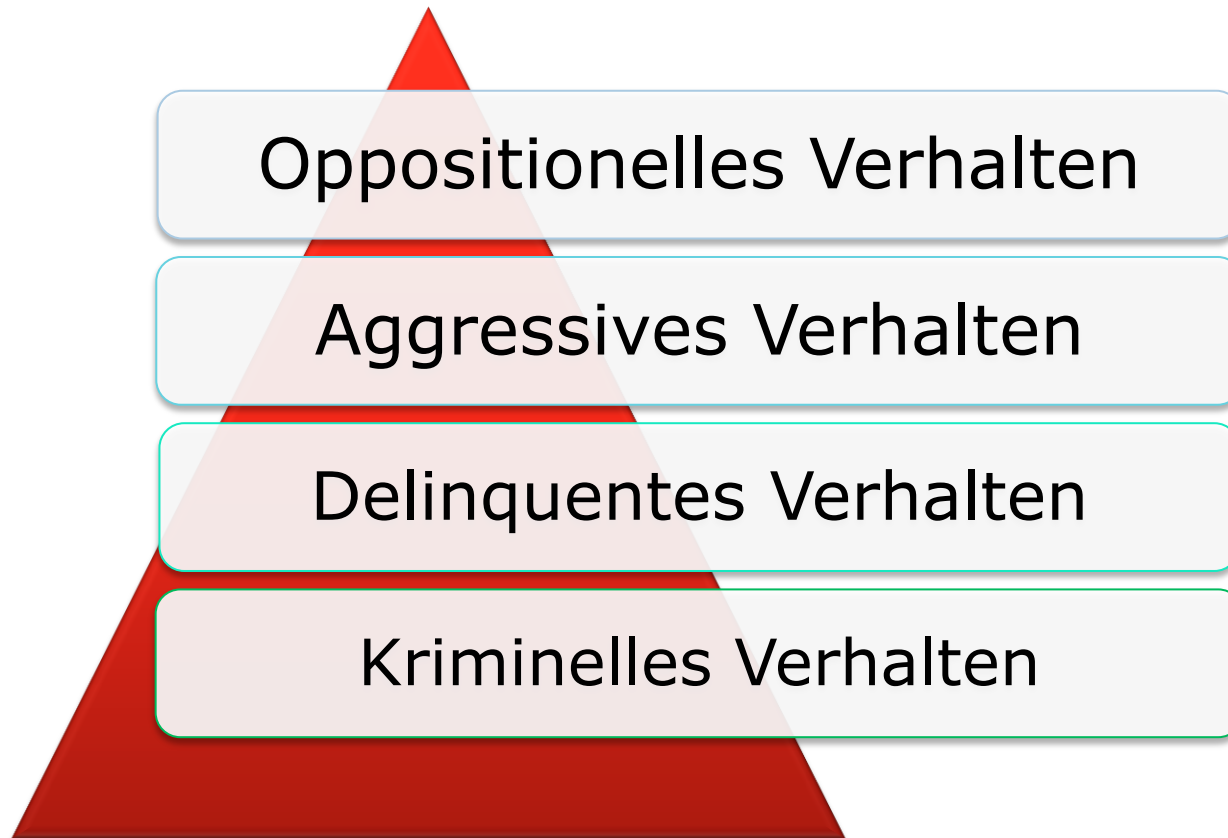 Oppositionelles Verhalten
Aggressives Verhalten
Delinquentes Verhalten
Kriminelles Verhalten